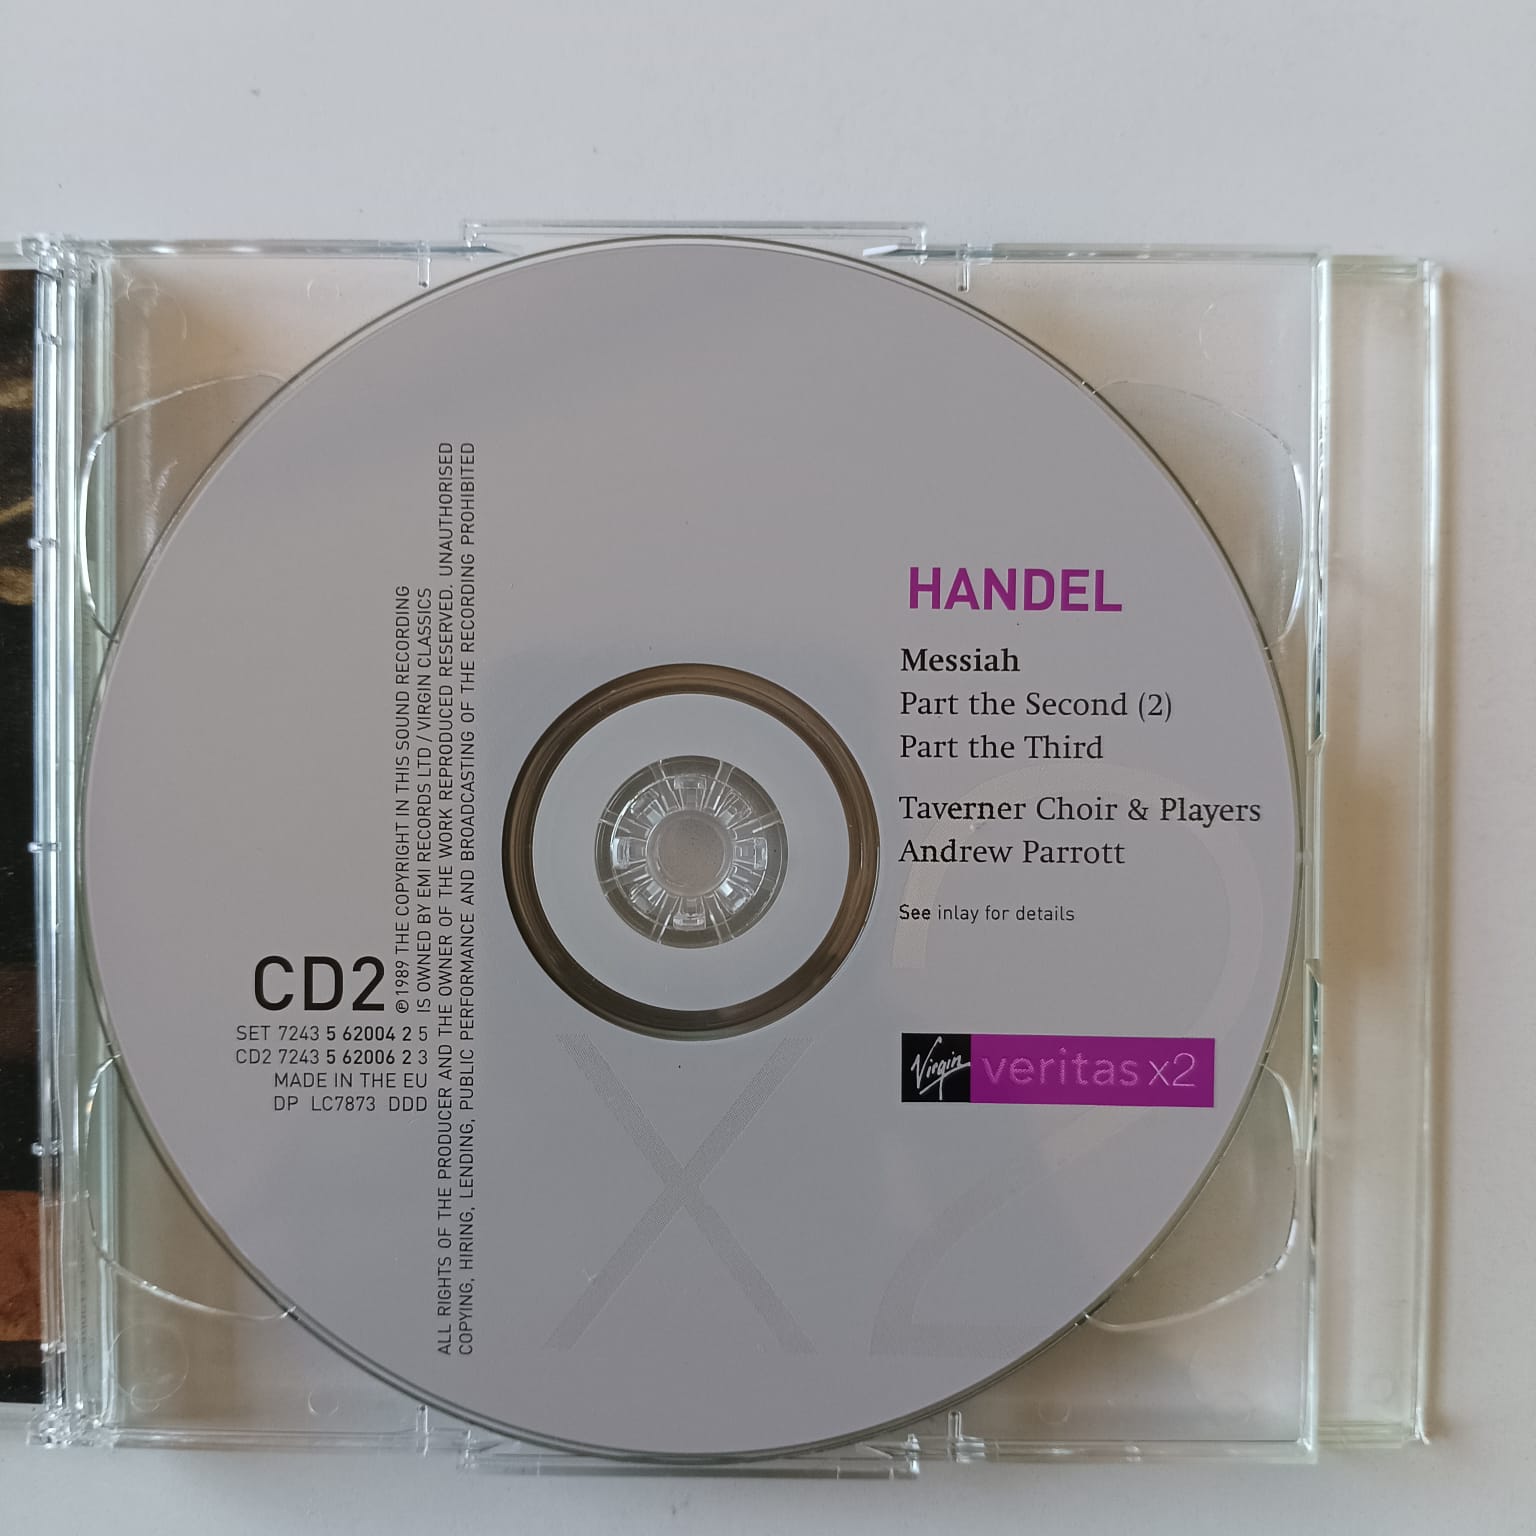 HANDEL
Messiah
Part the Second (2)
Part the Third
Taverner Choir & Players
Andrew Parrott
See inlay for details
Virgin veritas x2
CD2
SET 7243 5 62004 2 5
CD2 7243 5 62006 2 3
MADE IN THE EU
DP LC7873 DDD
℗1989 THE COPYRIGHT IN THIS SOUND RECORDING
IS OWNED BY EMI RECORDS LTD / VIRGIN CLASSICS
ALL RIGHTS OF THE PRODUCER AND THE OWNER OF THE WORK REPRODUCED RESERVED. UNAUTHORISED
COPYING, HIRING, LENDING, PUBLIC PERFORMANCE AND BROADCASTING OF THE RECORDING PROHIBITED
X2